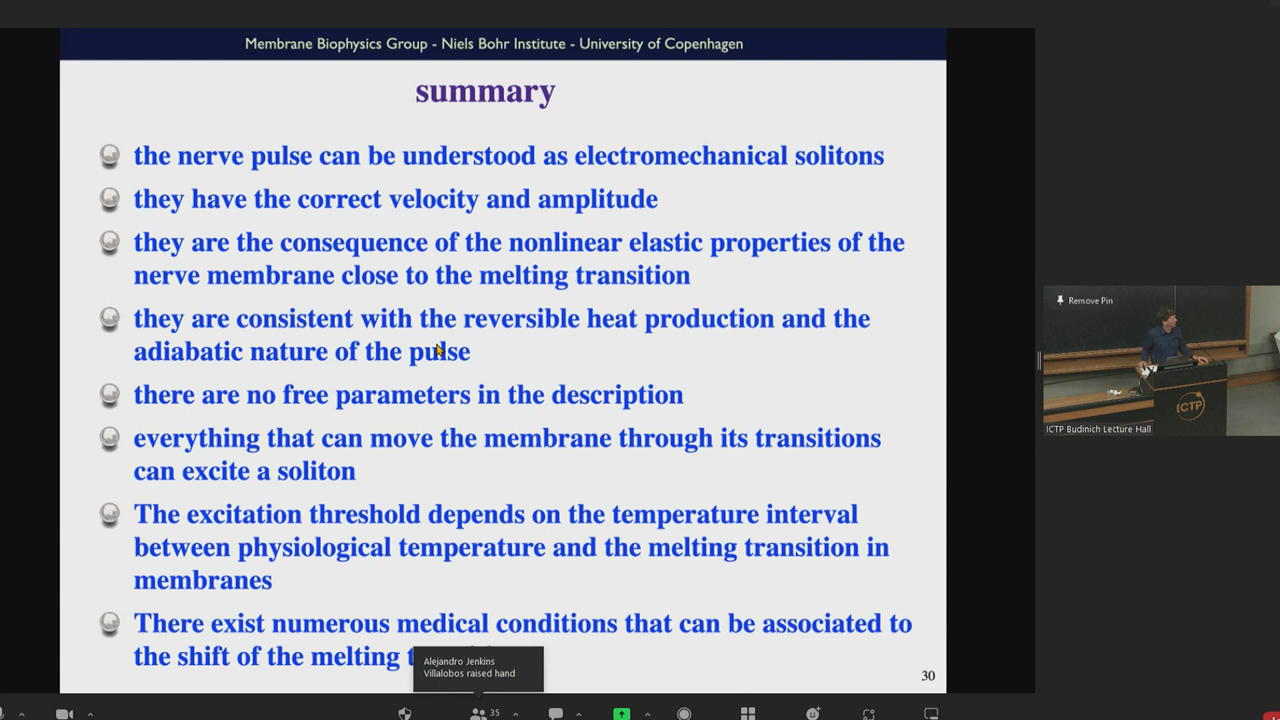 Membrane Biophysics Group - Niels Bohr Institute - University of Copenhagen
summary
the nerve pulse can be understood as electromechanical solitons
they have the correct velocity and amplitude
they are the consequence of the nonlinear elastic properties of the
nerve membrane close to the melting transition
they are consistent with the reversible heat production and the
adiabatic nature of the pulse
there are no free parameters in the description
everything that can move the membrane through its transitions
can excite a soliton
The excitation threshold depends on the temperature interval
between physiological temperature and the melting transition in
membranes
There exist numerous medical conditions that can be associated to
the shift of the melting
30
Alejandro Jenkins
Villalobos raised hand
35
Remove Pin
ICTP
ICTP Budinich Lecture Hall